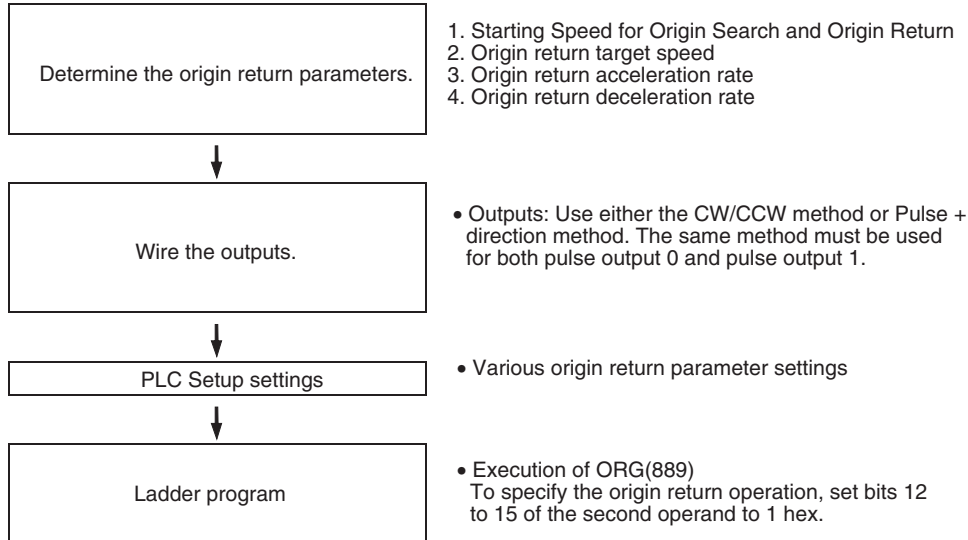 Determine the origin return parameters.
1. Starting Speed for Origin Search and Origin Return
2. Origin return target speed
3. Origin return acceleration rate
4. Origin return deceleration rate
Wire the outputs.
• Outputs: Use either the CW/CCW method or Pulse +
direction method. The same method must be used
for both pulse output 0 and pulse output 1.
PLC Setup settings
• Various origin return parameter settings
Ladder program
• Execution of ORG(889)
To specify the origin return operation, set bits 12
to 15 of the second operand to 1 hex.